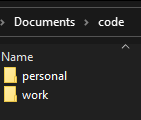 › Documents › code
Name
personal
work